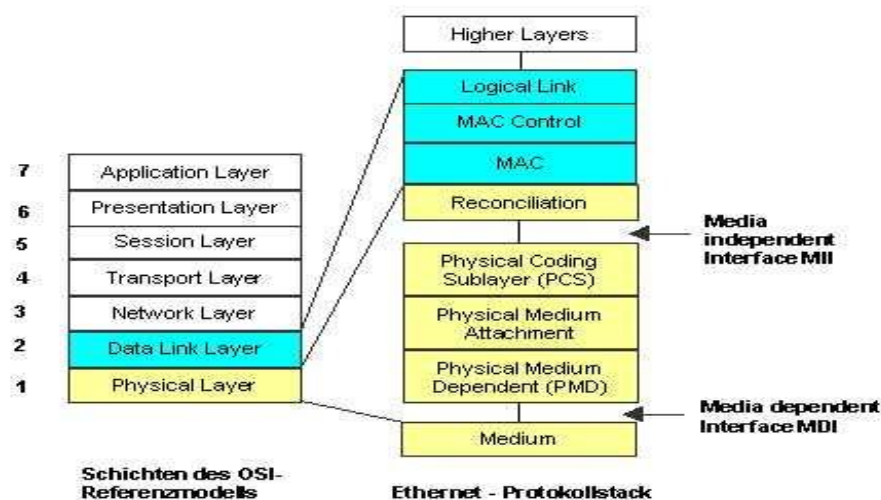 7
Application Layer
6
Presentation Layer
5
Session Layer
4
Transport Layer
3
Network Layer
2
Data Link Layer
1
Physical Layer
Schichten des OSI-
Referenzmodells
Higher Layers
Logical Link
MAC Control
MAC
Reconciliation
Media
independent
Interface MII
Physical Coding
Sublayer (PCS)
Physical Medium
Attachment
Physical Medium
Dependent (PMD)
Media dependent
Interface MDI
Medium
Ethernet - Protokollstack